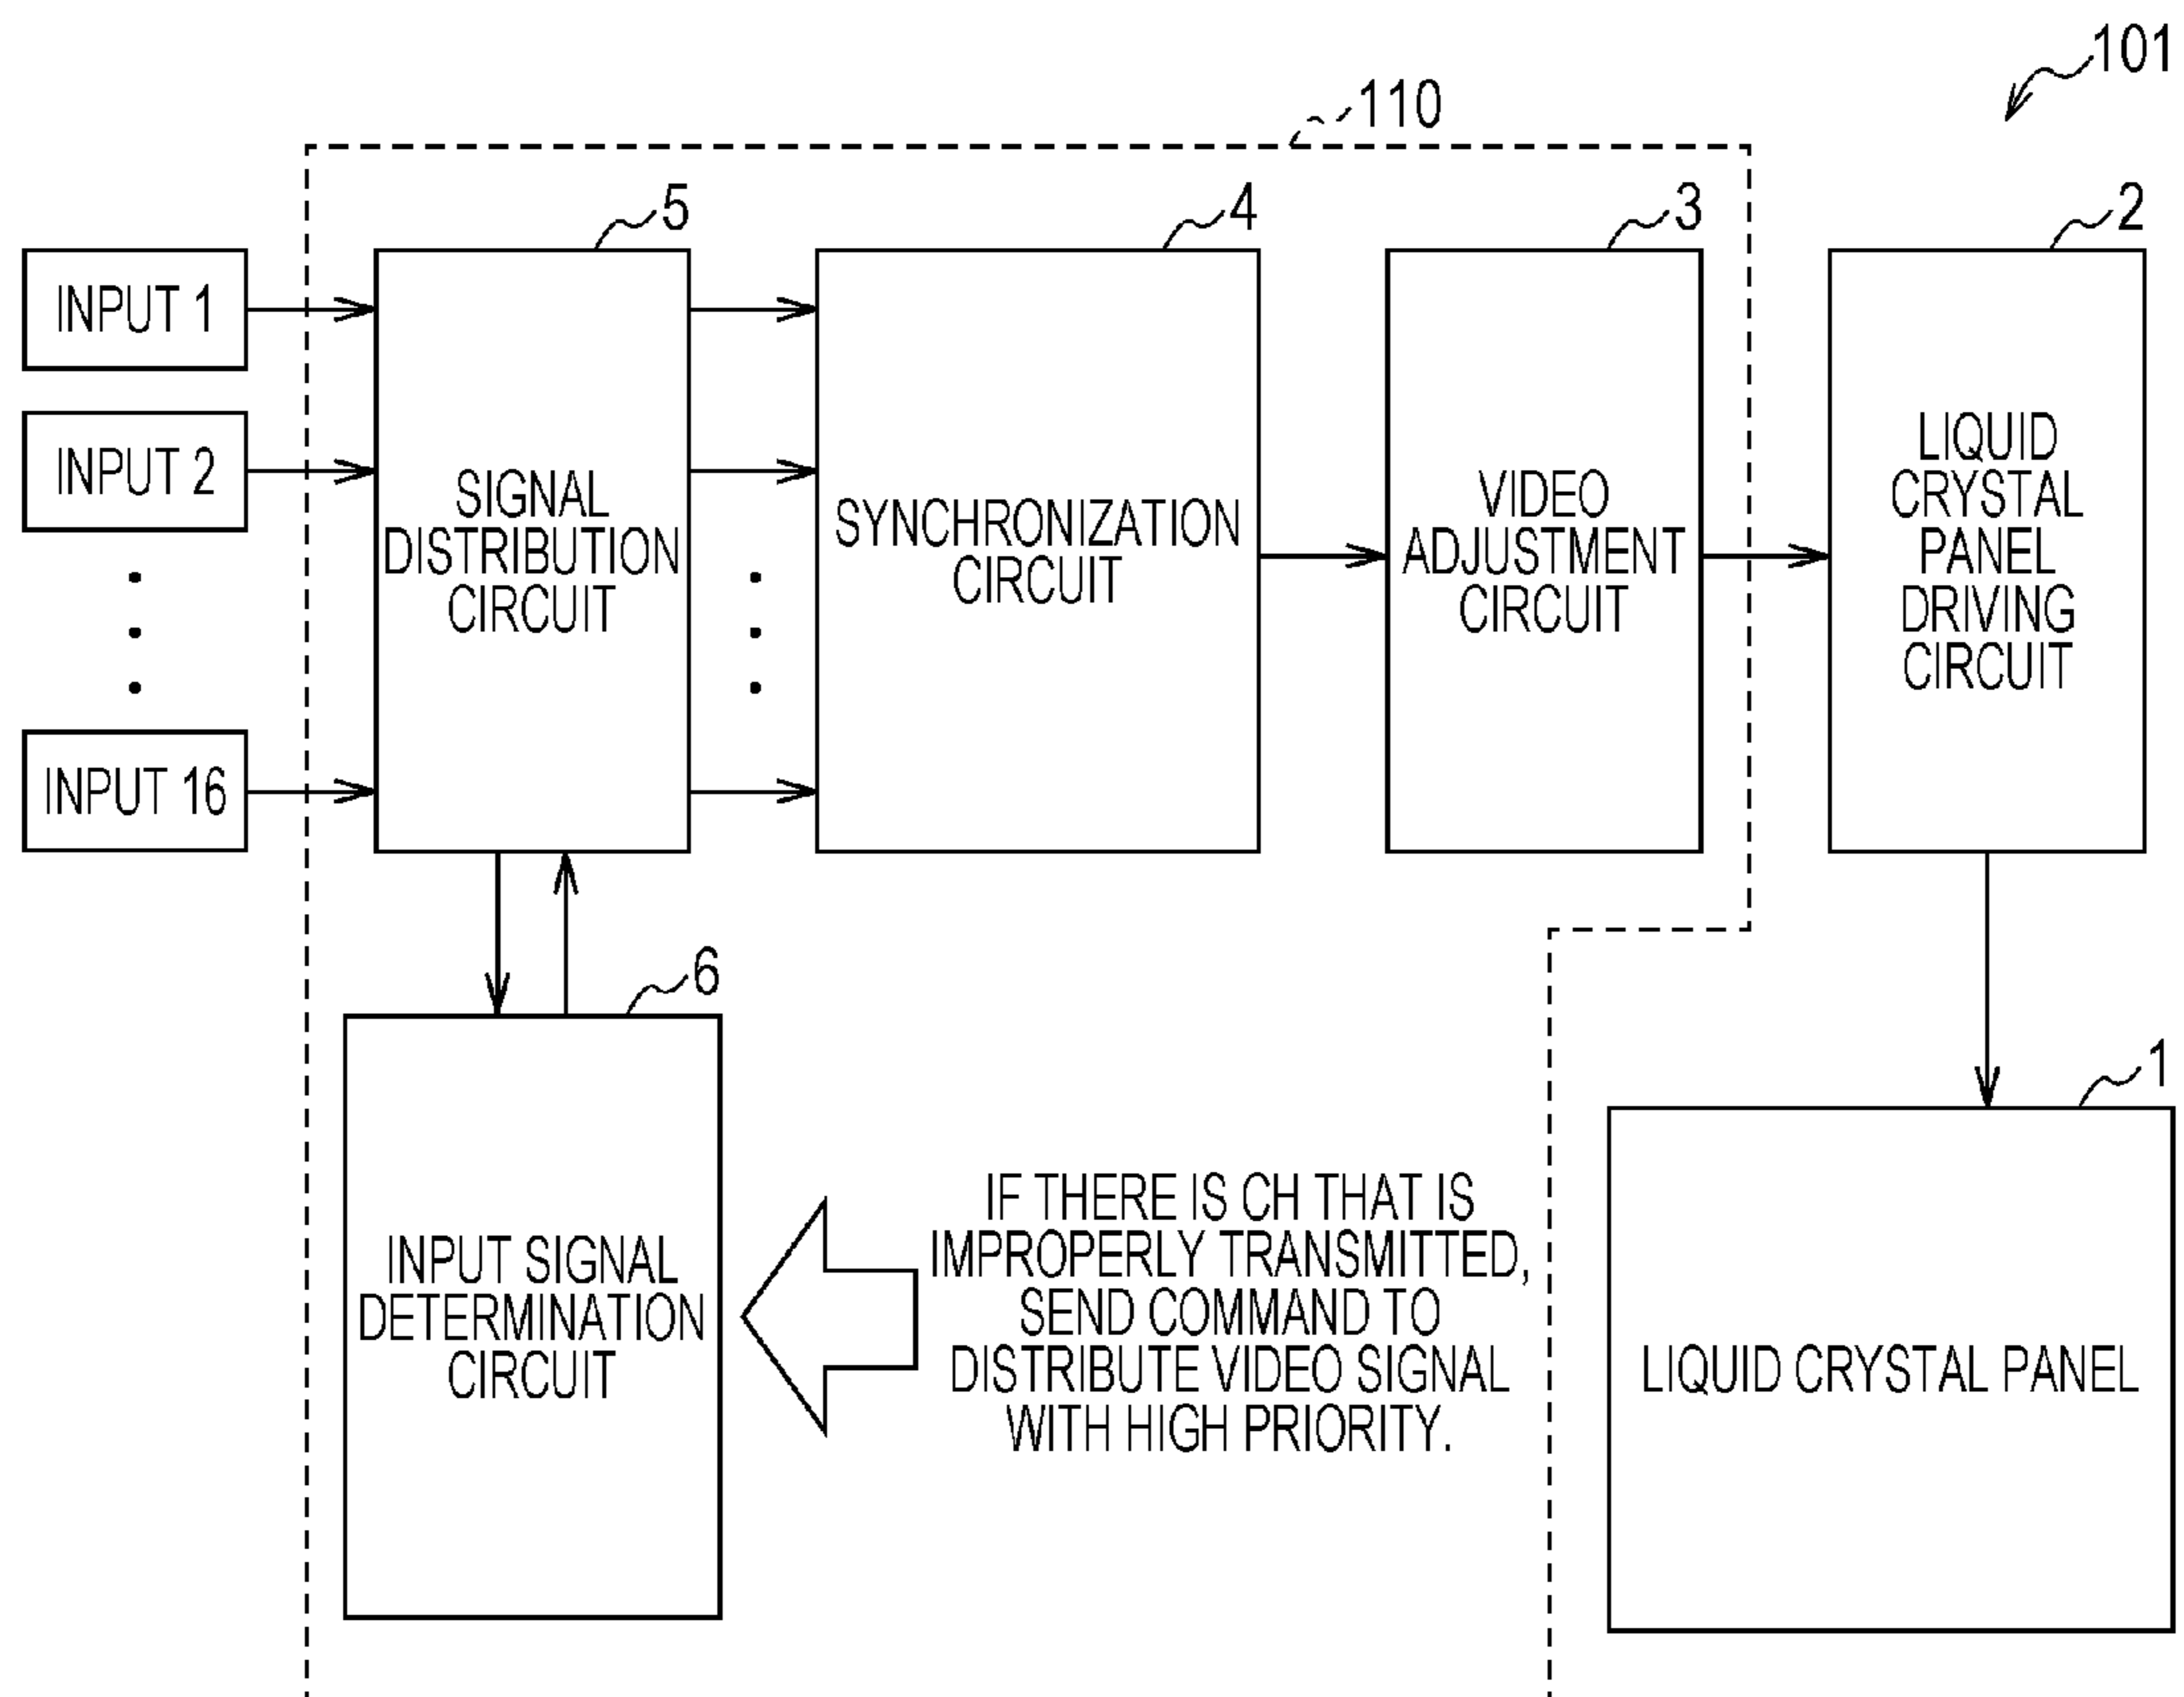 101
110
5
4
3
2
INPUT 1
INPUT 2
INPUT 16
SIGNAL
DISTRIBUTION
CIRCUIT
SYNCHRONIZATION
CIRCUIT
VIDEO
ADJUSTMENT
CIRCUIT
LIQUID
CRYSTAL
PANEL
DRIVING
CIRCUIT
6
1
INPUT SIGNAL
DETERMINATION
CIRCUIT
IF THERE IS CH THAT IS
IMPROPERLY TRANSMITTED,
SEND COMMAND TO
DISTRIBUTE VIDEO SIGNAL
WITH HIGH PRIORITY.
LIQUID CRYSTAL PANEL